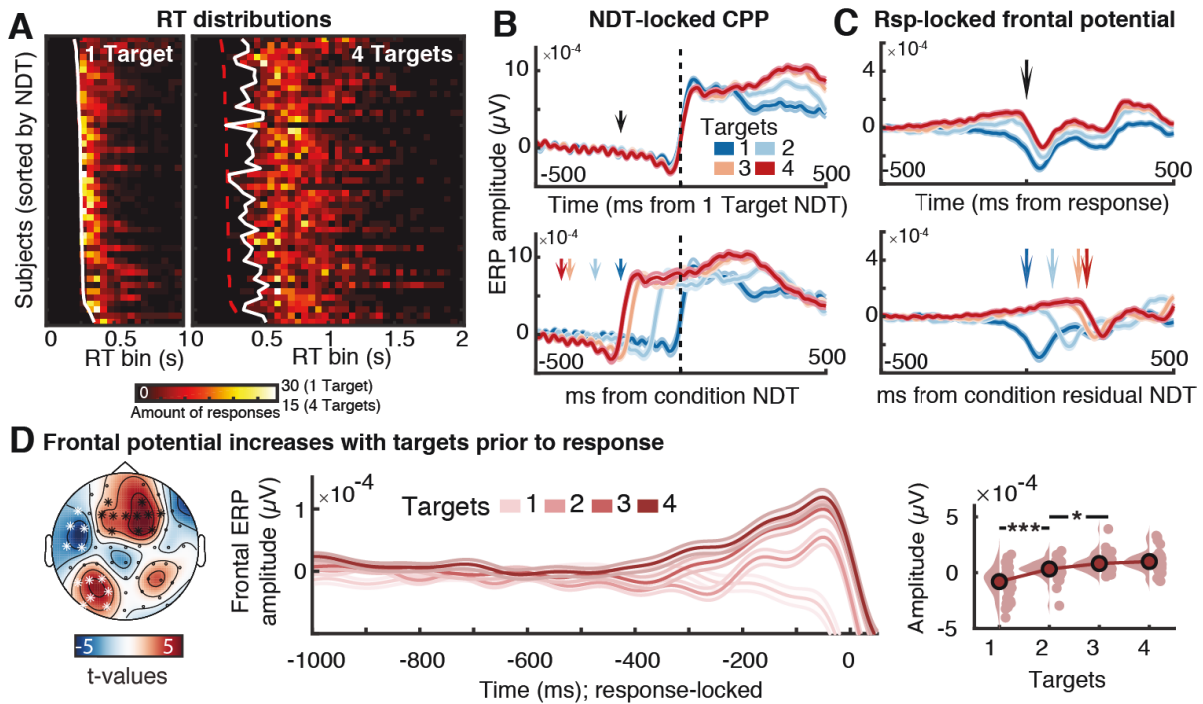 A
RT distributions
1 Target
4 Targets
Subjects (sorted by NDT)
0 0.5 1
0 0.5 1 1.5 2
RT bin (s)
RT bin (s)
0
30 (1 Target)
15 (4 Targets)
Amount of responses
B
NDT-locked CPP
×10⁻⁴
10
0
-500
500
Targets
1 2
3 4
Time (ms from 1 Target NDT)
ERP amplitude (µV)
×10⁻⁴
10
0
-500
500
ms from condition NDT
C
Rsp-locked frontal potential
×10⁻⁴
4
0
-500
500
Time (ms from response)
×10⁻⁴
4
0
-500
500
ms from condition residual NDT
D Frontal potential increases with targets prior to response
-5 5
t-values
Frontal ERP
amplitude (µV)
×10⁻⁴
1
0
Targets 1 2 3 4
-1000 -800 -600 -400 -200 0
Time (ms); response-locked
×10⁻⁴
Amplitude (µV)
5
0
-5
*** *
1 2 3 4
Targets